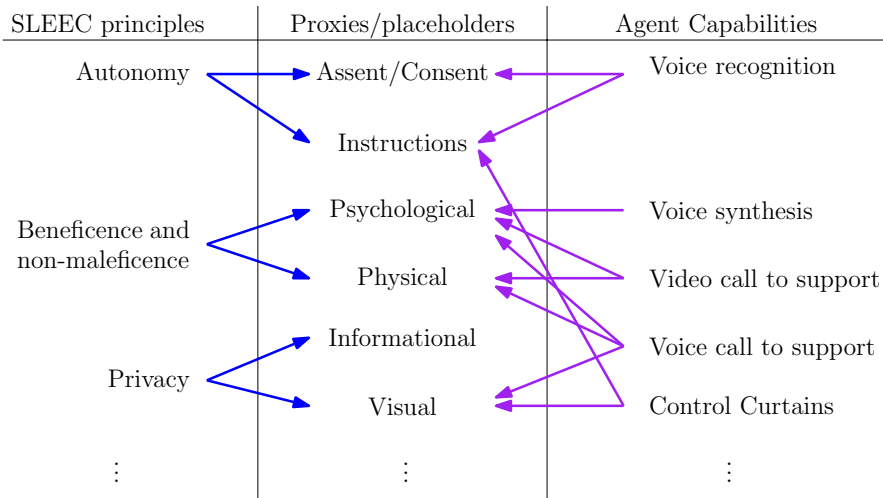 SLEEC principles Proxies/placeholders Agent Capabilities
Autonomy Assent/Consent Voice recognition
Instructions
Psychological Voice synthesis
Beneficence and
non-maleficence
Physical Video call to support
Informational
Voice call to support
Privacy
Visual Control Curtains
⋮ ⋮ ⋮